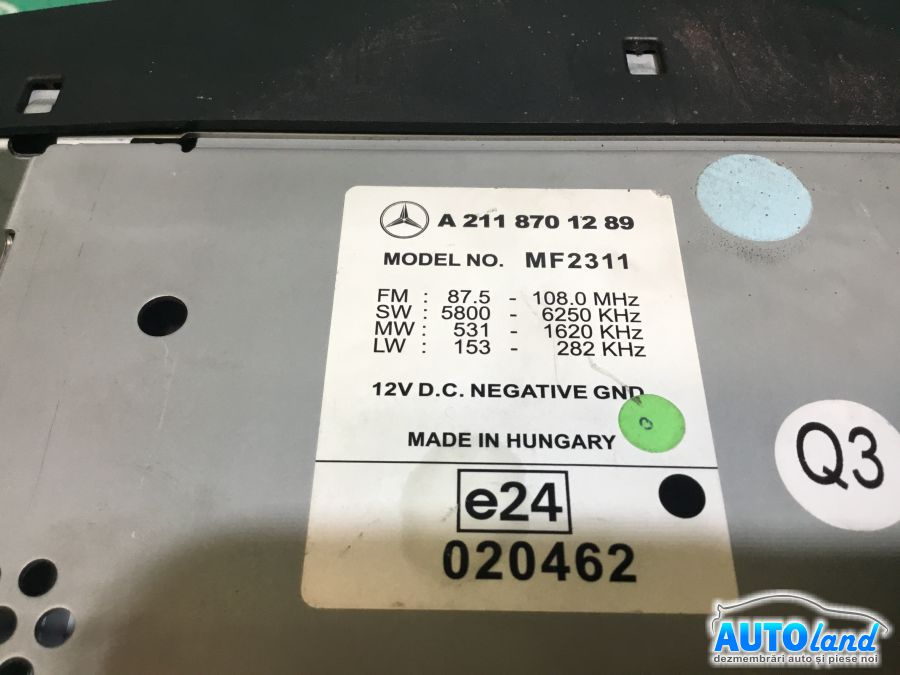 A 211 870 12 89
MODEL NO. MF2311
FM : 87.5 - 108.0 MHz
SW : 5800 - 6250 KHz
MW : 531 - 1620 KHz
LW : 153 - 282 KHz
12V D.C. NEGATIVE GND
MADE IN HUNGARY
Q3
e24
020462
AUTOland
dezmembrări auto și piese noi